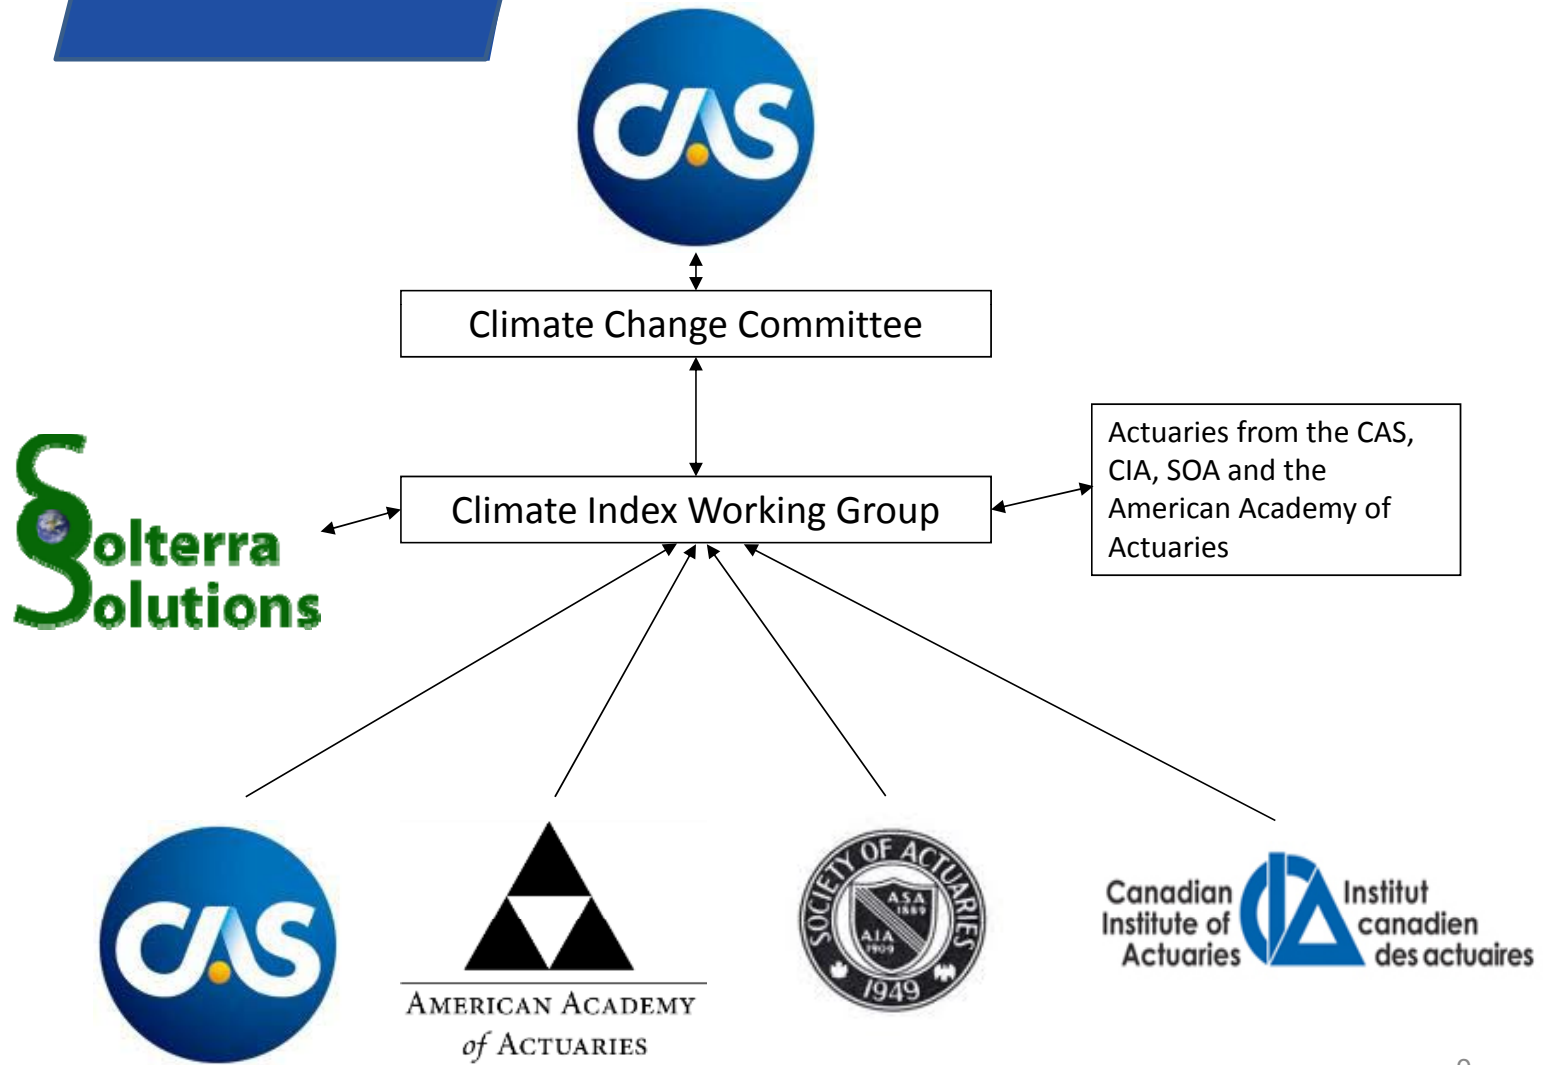 CAS
Climate Change Committee
Actuaries from the CAS,
CIA, SOA and the
American Academy of
Actuaries
Climate Index Working Group
Solterra
Solutions
CAS
AMERICAN ACADEMY
of ACTUARIES
SOCIETY OF ACTUARIES
ASA
1889
AIA
1909
1949
Canadian
Institute of
Actuaries
CIA
Institut
canadien
des actuaires